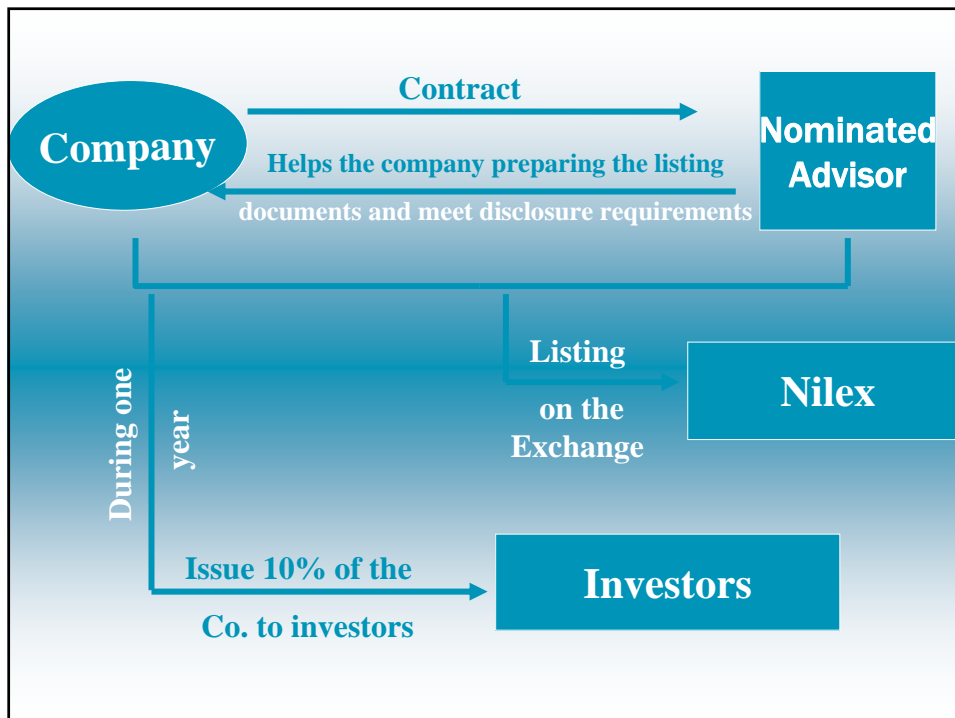 Contract
Company
Nominated
Advisor
Helps the company preparing the listing
documents and meet disclosure requirements
Listing
on the
Exchange
Nilex
During one
year
Issue 10% of the
Co. to investors
Investors